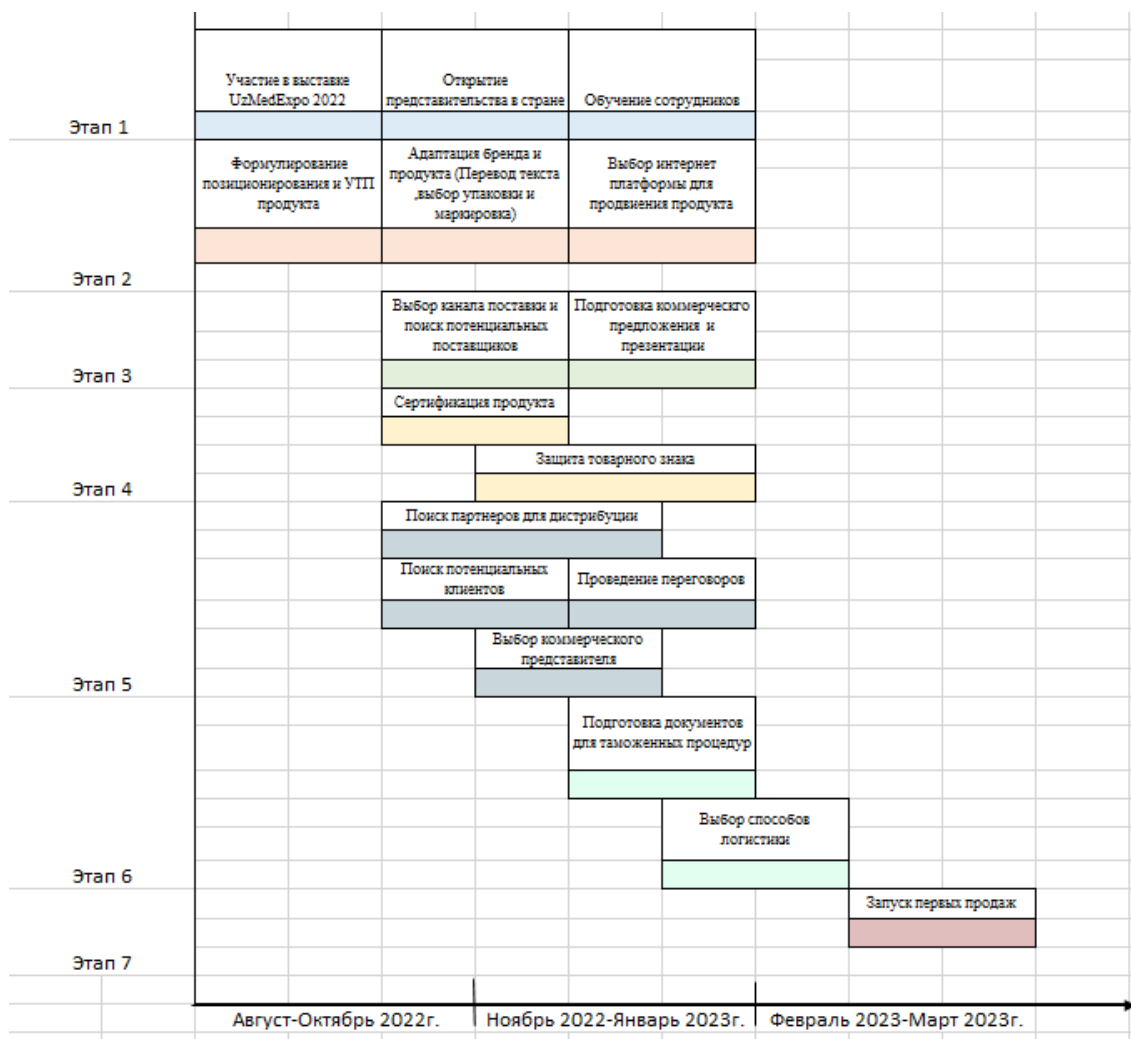 Участие в выставке
UzMedExpo 2022
Открытие
представительства в стране
Обучение сотрудников
Этап 1
Формулирование
позиционирования и УТП
продукта
Адаптация бренда и
продукта (Перевод текста
,выбор упаковки и
маркировка)
Выбор интернет
платформы для
продвиения продукта
Этап 2
Выбор канала поставки и
поиск потенциальных
поставщиков
Подготовка коммерческго
предложения и
презентации
Этап 3
Сертификация продукта
Защита товарного знака
Этап 4
Поиск партнеров для дистрибуции
Поиск потенциальных
клиентов
Проведение переговоров
Выбор коммерческого
представителя
Этап 5
Подготовка документов
для таможенных процедур
Выбор способов
логистики
Этап 6
Запуск первых продаж
Этап 7
Август-Октябрь 2022г.
Ноябрь 2022-Январь 2023г.
Февраль 2023-Март 2023г.